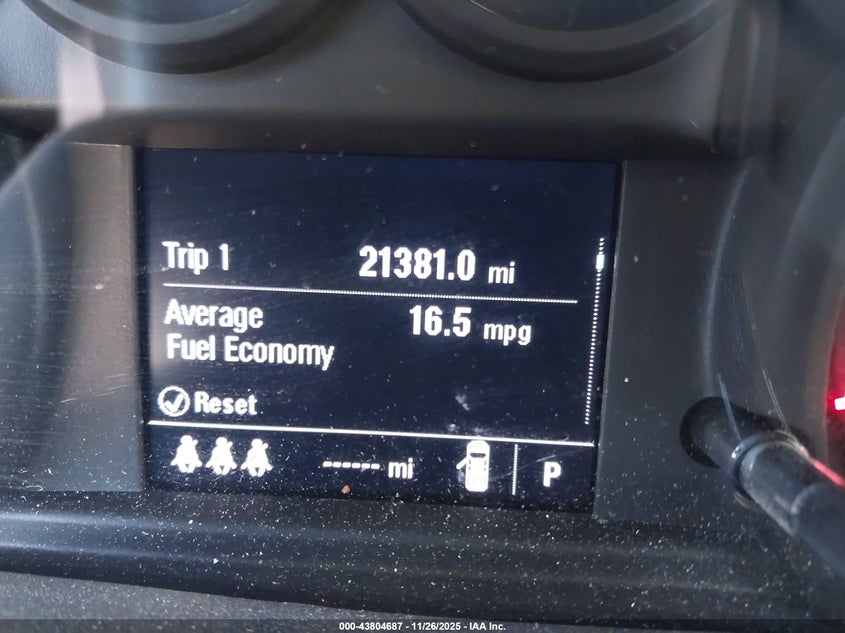 Trip 1 21381.0 mi
Average 16.5 mpg
Fuel Economy
Reset
------ mi P
000-43804687 - 11/26/2025 - IAA Inc.